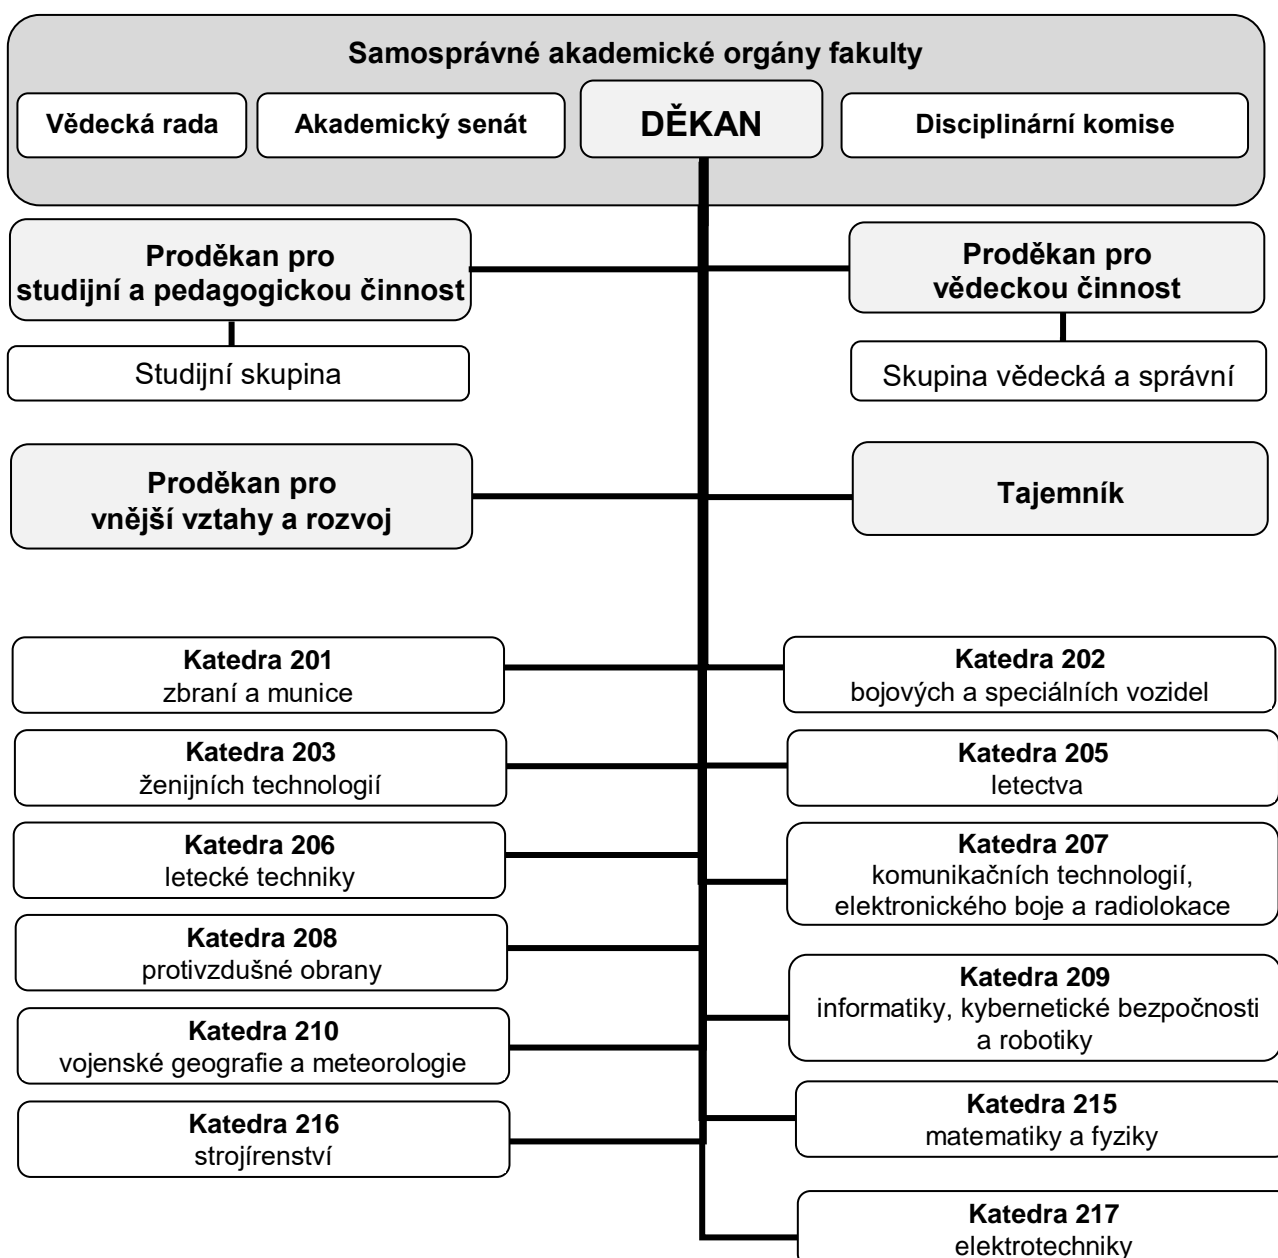 Samosprávné akademické orgány fakulty
Vědecká rada
Akademický senát
DĚKAN
Disciplinární komise
Proděkan pro
studijní a pedagogickou činnost
Proděkan pro
vědeckou činnost
Studijní skupina
Skupina vědecká a správní
Proděkan pro
vnější vztahy a rozvoj
Tajemník
Katedra 201
zbraní a munice
Katedra 202
bojových a speciálních vozidel
Katedra 203
ženijních technologií
Katedra 205
letectva
Katedra 206
letecké techniky
Katedra 207
komunikačních technologií,
elektronického boje a radiolokace
Katedra 208
protivzdušné obrany
Katedra 209
informatiky, kybernetické bezpočnosti
a robotiky
Katedra 210
vojenské geografie a meteorologie
Katedra 215
matematiky a fyziky
Katedra 216
strojírenství
Katedra 217
elektrotechniky